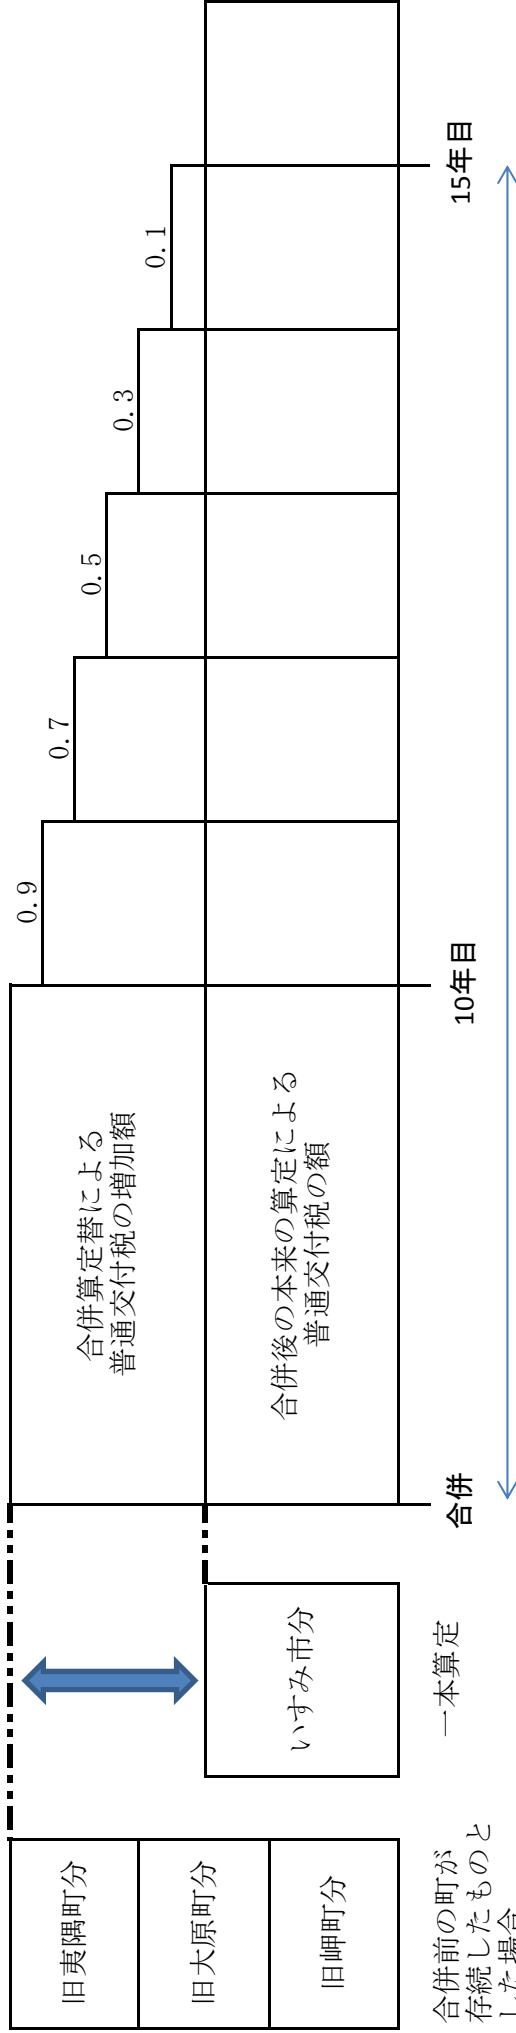 旧夷隅町分
旧大原町分
旧岬町分
合併前の町が
存続したものと
した場合
いすみ市分
一本算定
合併算定替による
普通交付税の増加額
合併後の本来の算定による
普通交付税の額
0.9
0.7
0.5
0.3
0.1
合併
10年目
15年目